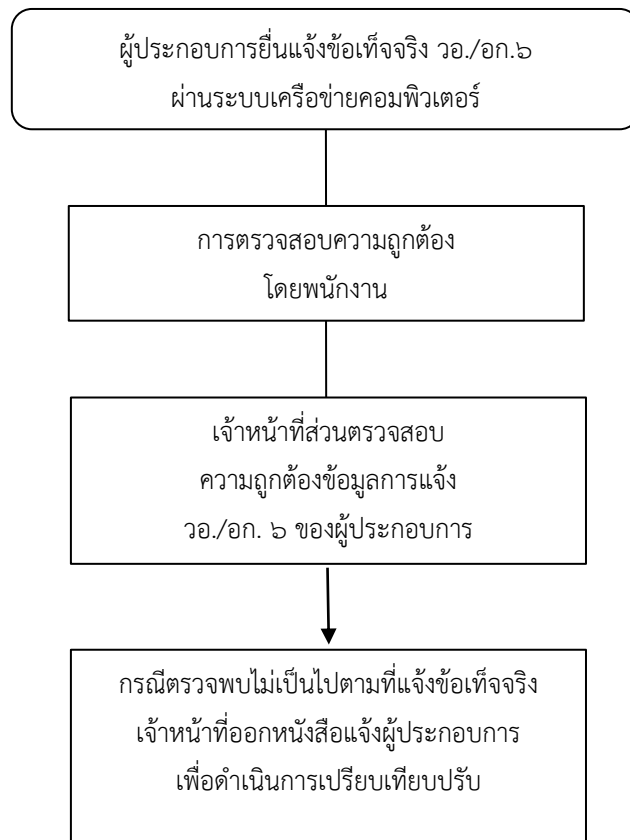 ผู้ประกอบการยื่นแจ้งข้อเท็จจริง วอ./อก.๖
ผ่านระบบเครือข่ายคอมพิวเตอร์
การตรวจสอบความถูกต้อง
โดยพนักงาน
เจ้าหน้าที่ส่วนตรวจสอบ
ความถูกต้องข้อมูลการแจ้ง
วอ./อก. ๖ ของผู้ประกอบการ
กรณีตรวจพบไม่เป็นไปตามที่แจ้งข้อเท็จจริง
เจ้าหน้าที่ออกหนังสือแจ้งผู้ประกอบการ
เพื่อดำเนินการเปรียบเทียบปรับ